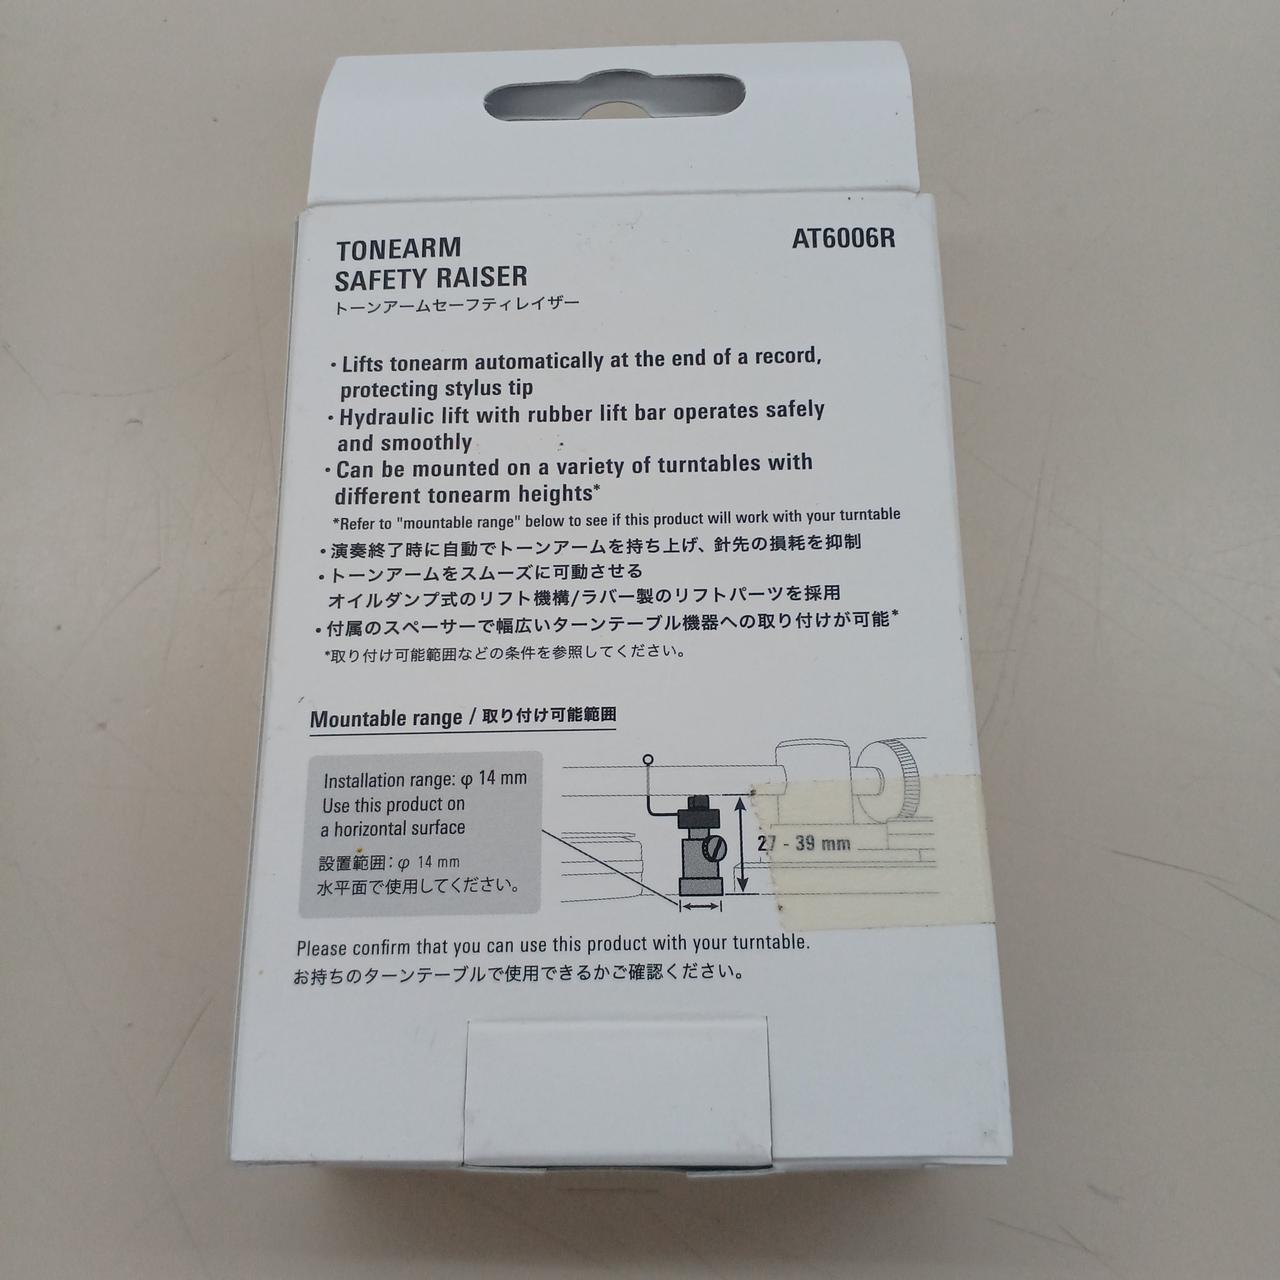 TONEARM
SAFETY RAISER
AT6006R
トーンアームセーフティレイザー
・Lifts tonearm automatically at the end of a record,
protecting stylus tip
・Hydraulic lift with rubber lift bar operates safely
and smoothly
・Can be mounted on a variety of turntables with
different tonearm heights*
*Refer to "mountable range" below to see if this product will work with your turntable
・演奏終了時に自動でトーンアームを持ち上げ、針先の損耗を抑制
・トーンアームをスムーズに可動させる
オイルダンプ式のリフト機構/ラバー製のリフトパーツを採用
・付属のスペーサーで幅広いターンテーブル機器への取り付けが可能*
*取り付け可能範囲などの条件を参照してください。
Mountable range / 取り付け可能範囲
Installation range: φ 14 mm
Use this product on
a horizontal surface
設置範囲：φ 14 mm
水平面で使用してください。
27 - 39 mm
Please confirm that you can use this product with your turntable.
お持ちのターンテーブルで使用できるかご確認ください。